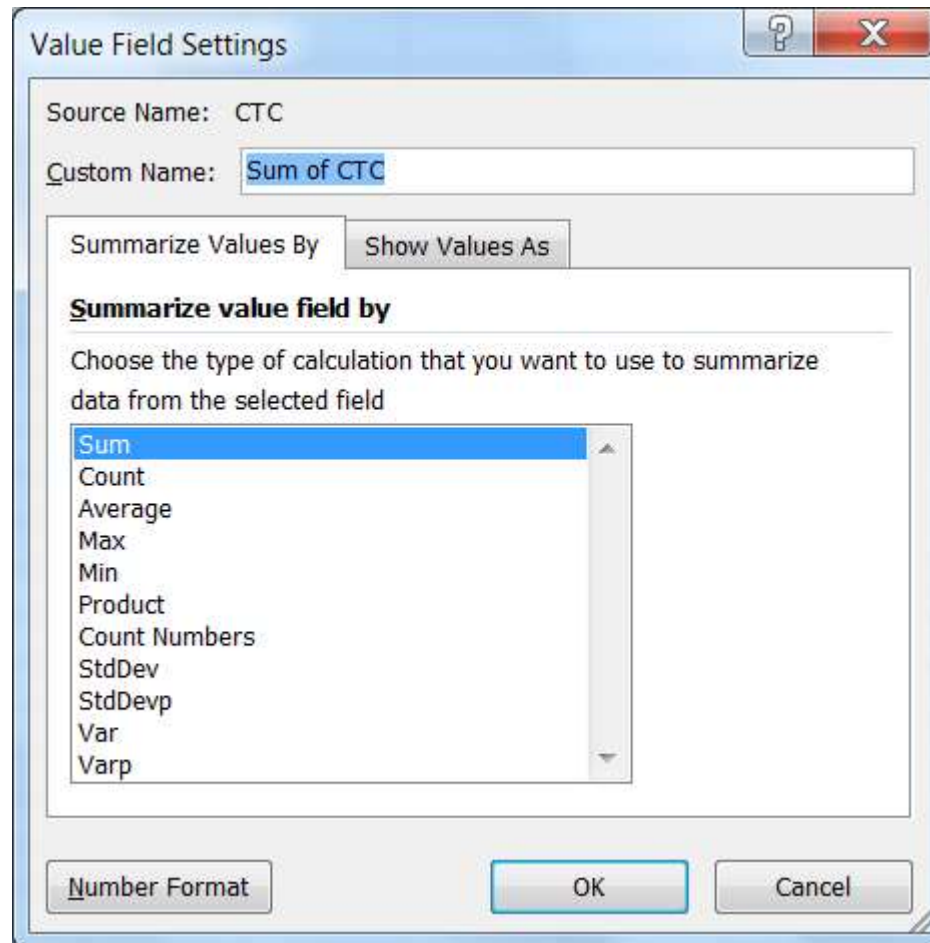 Value Field Settings
Source Name: CTC
Custom Name: Sum of CTC
Summarize Values By Show Values As
Summarize value field by
Choose the type of calculation that you want to use to summarize
data from the selected field
Sum
Count
Average
Max
Min
Product
Count Numbers
StdDev
StdDevp
Var
Varp
Number Format OK Cancel